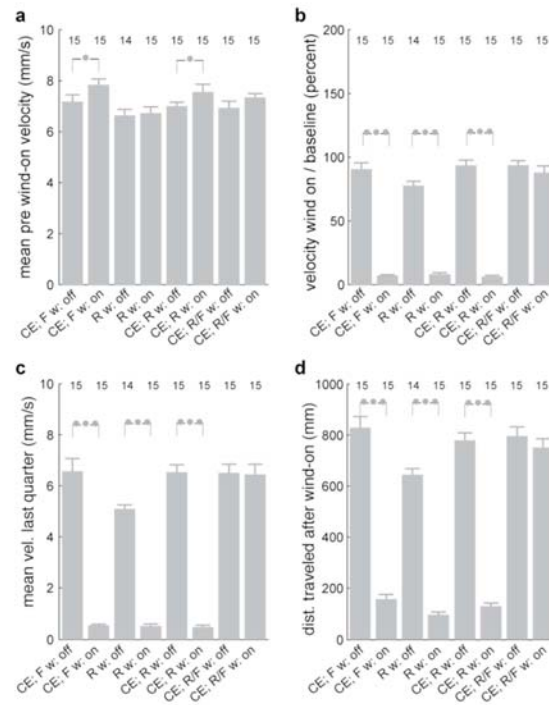 a
mean pre wind-on velocity (mm/s)
10
8
6
4
2
0
15 15 14 15 15 15 15 15
*
*
CE; F w: off
CE; F w: on
R w: off
R w: on
CE; R w: off
CE; R w: on
CE; R/F w: off
CE; R/F w: on
b
velocity wind on / baseline (percent)
200
150
100
50
0
15 15 14 15 15 15 15 15
***
***
***
CE; F w: off
CE; F w: on
R w: off
R w: on
CE; R w: off
CE; R w: on
CE; R/F w: off
CE; R/F w: on
c
mean vel. last quarter (mm/s)
10
8
6
4
2
0
15 15 14 15 15 15 15 15
***
***
***
CE; F w: off
CE; F w: on
R w: off
R w: on
CE; R w: off
CE; R w: on
CE; R/F w: off
CE; R/F w: on
d
dist. traveled after wind-on (mm)
1000
800
600
400
200
0
15 15 14 15 15 15 15 15
***
***
***
CE; F w: off
CE; F w: on
R w: off
R w: on
CE; R w: off
CE; R w: on
CE; R/F w: off
CE; R/F w: on